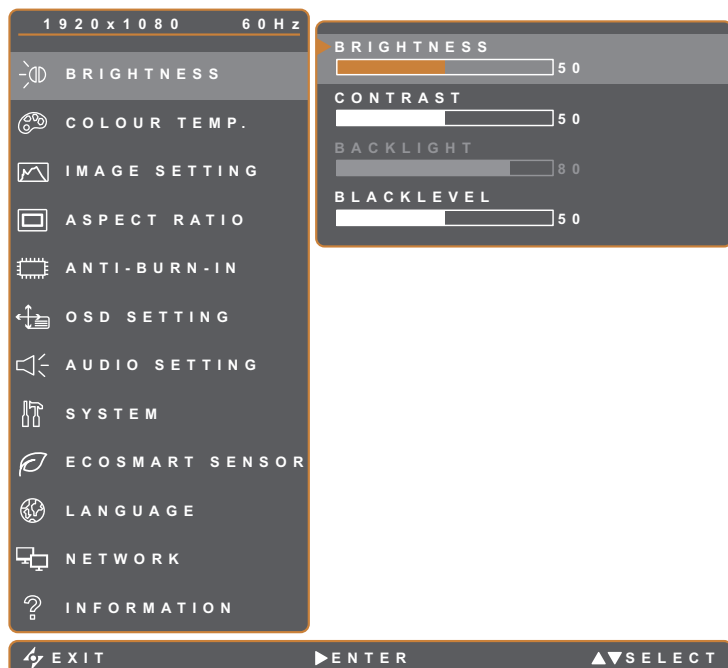 1920x1080 60Hz
BRIGHTNESS
COLOUR TEMP.
IMAGE SETTING
ASPECT RATIO
ANTI-BURN-IN
OSD SETTING
AUDIO SETTING
SYSTEM
ECOSMART SENSOR
LANGUAGE
NETWORK
INFORMATION
BRIGHTNESS
50
CONTRAST
50
BACKLIGHT
80
BLACKLEVEL
50
EXIT ENTER SELECT